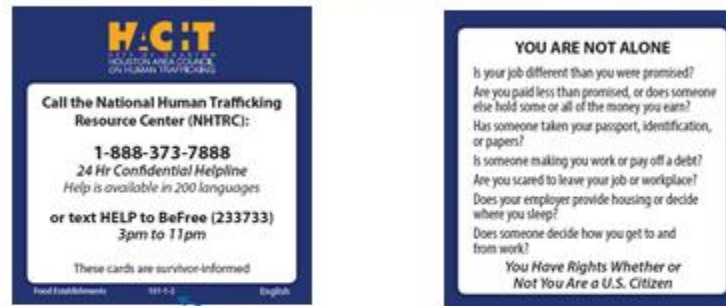 HAC HT
HOUSTON AREA COUNCIL
ON HUMAN TRAFFICKING
Call the National Human Trafficking
Resource Center (NHTRC):
1-888-373-7888
24 Hr Confidential Helpline
Help is available in 200 languages
or text HELP to BeFree (233733)
3pm to 11pm
These cards are survivor-informed
Food Establishments English
YOU ARE NOT ALONE
Is your job different than you were promised?
Are you paid less than promised, or does someone
else hold some or all of the money you earn?
Has someone taken your passport, identification,
or papers?
Is someone making you work or pay off a debt?
Are you scared to leave your job or workplace?
Does your employer provide housing or decide
where you sleep?
Does someone decide how you get to and
from work?
You Have Rights Whether or
Not You Are a U.S. Citizen